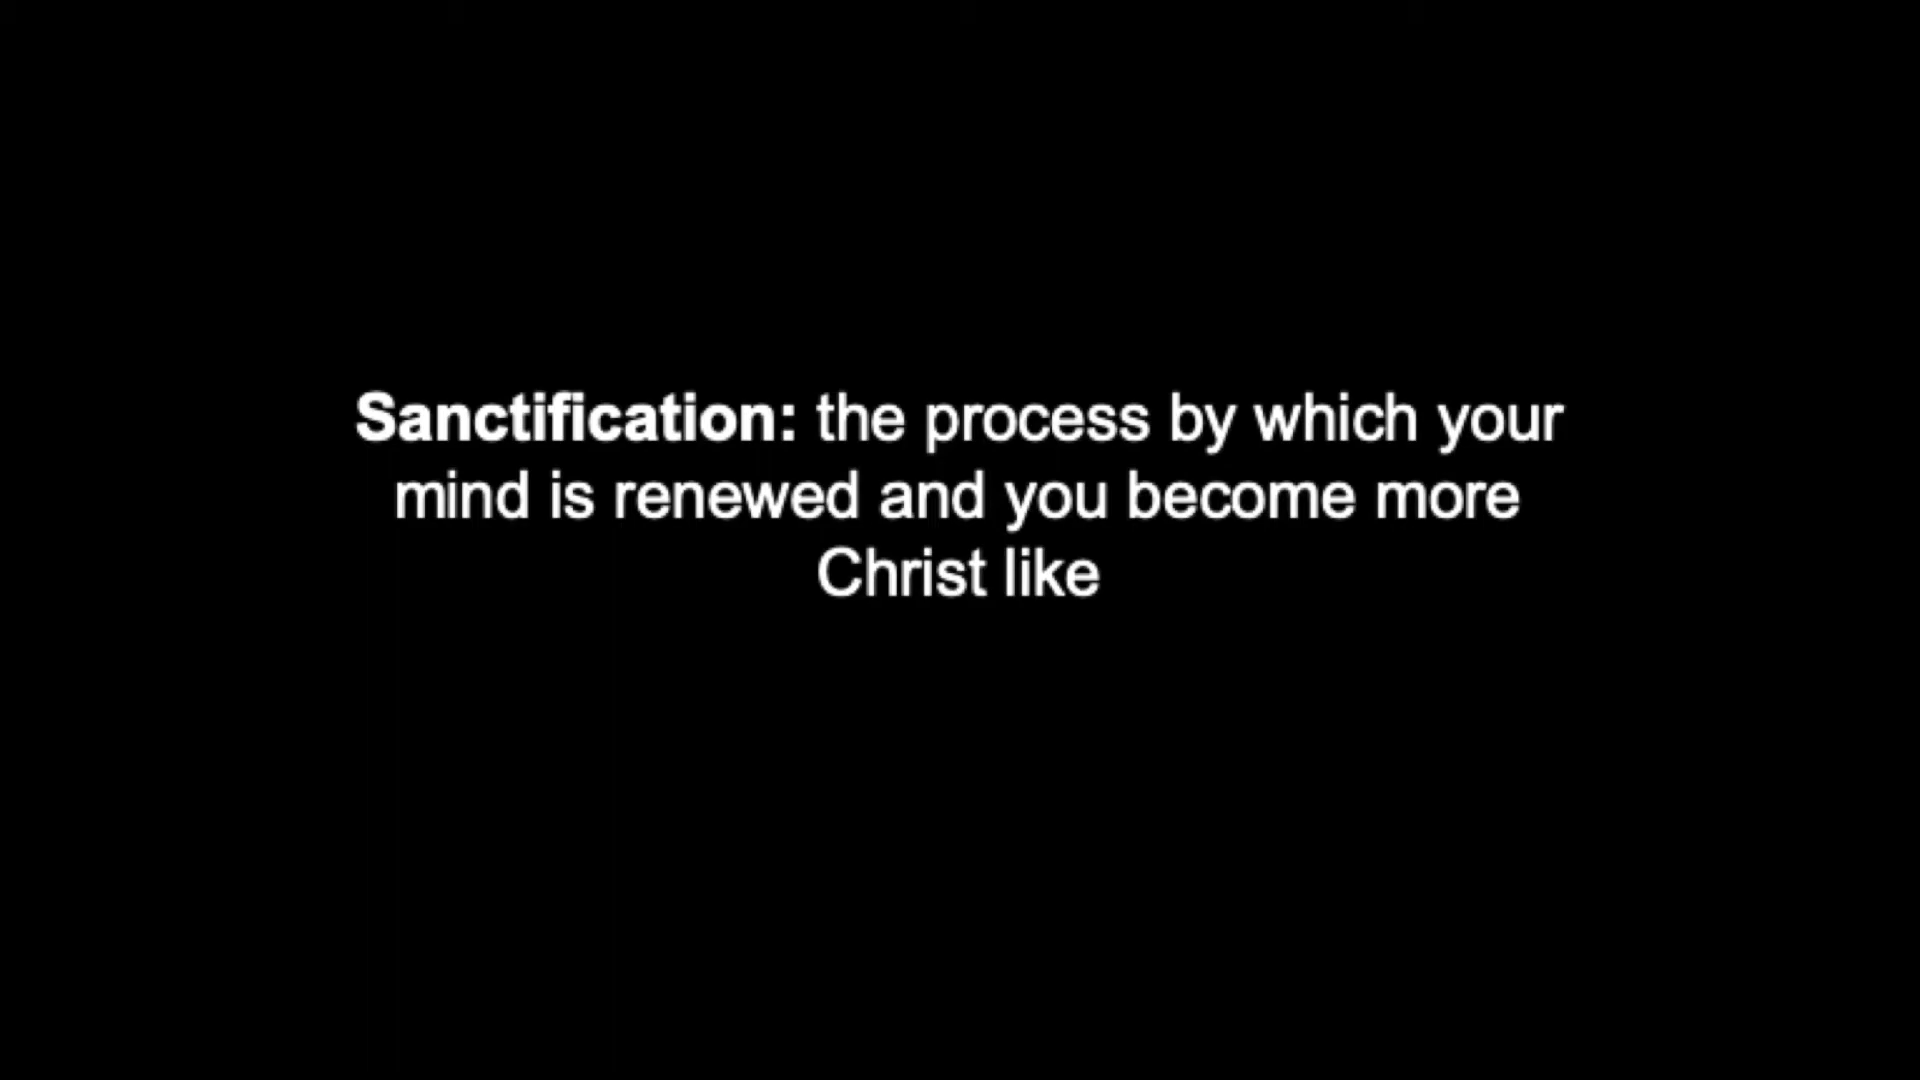 Sanctification: the process by which your
mind is renewed and you become more
Christ like